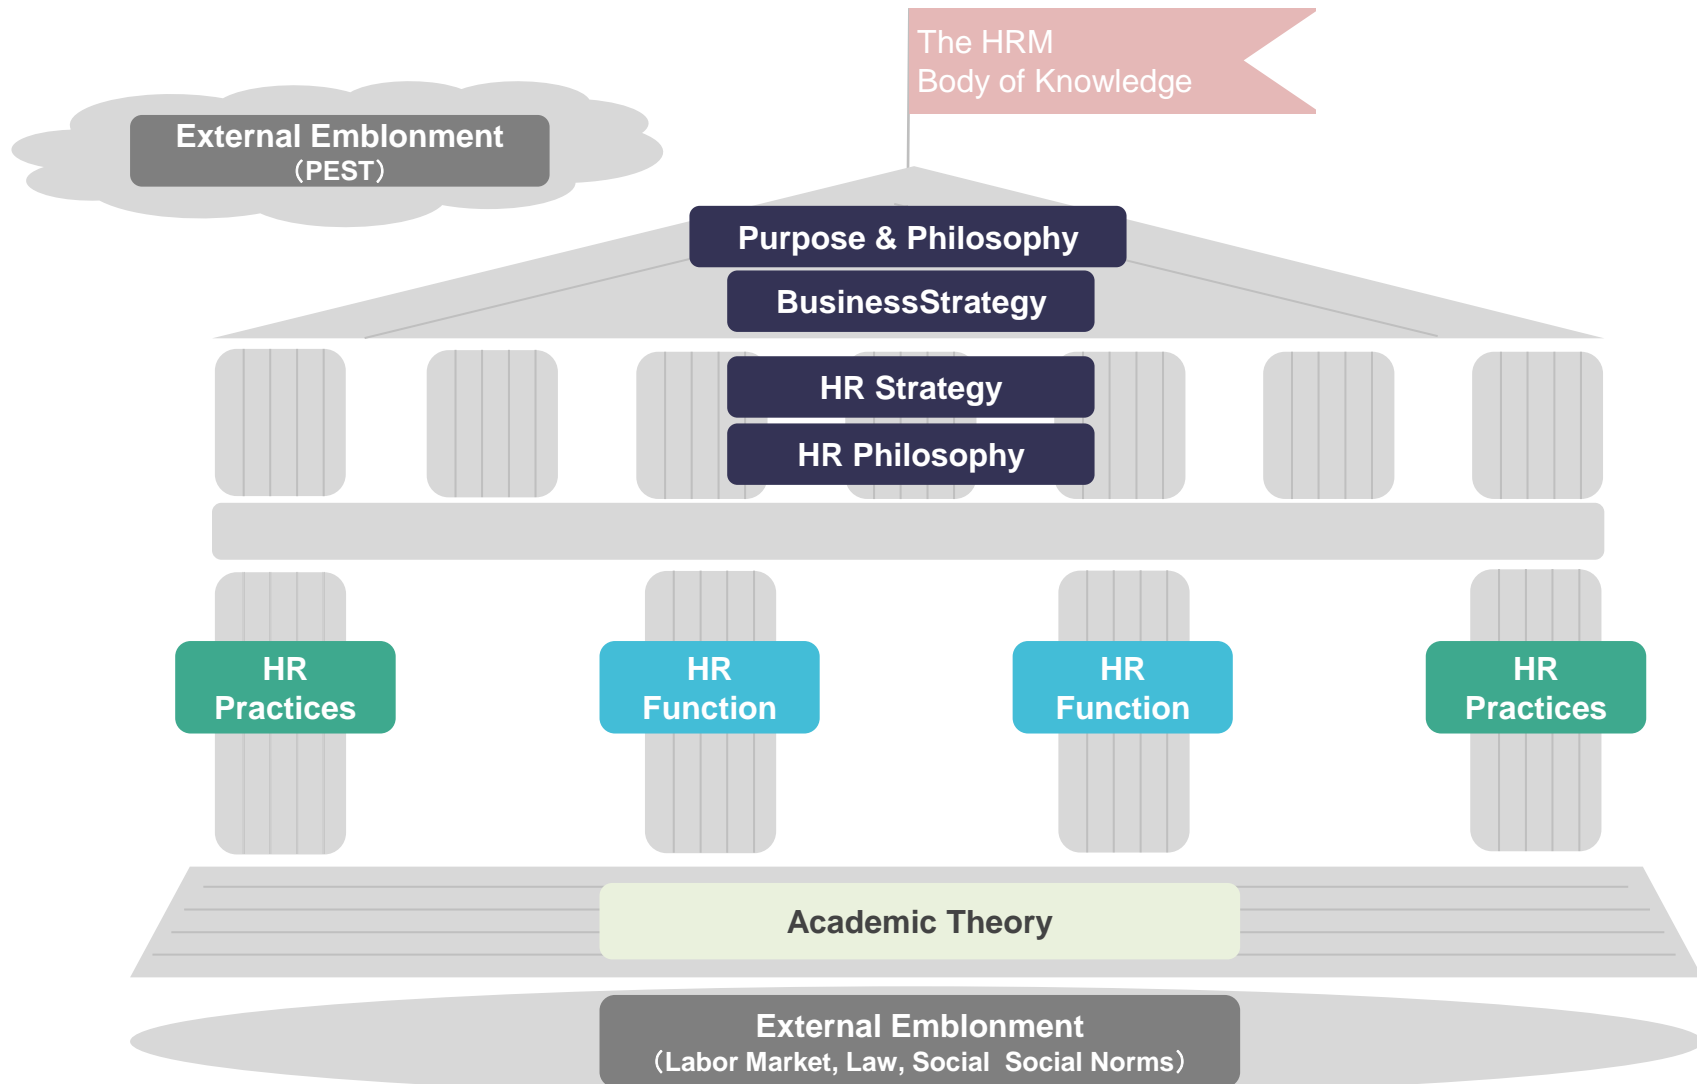 The HRM
Body of Knowledge
External Emblonment
（PEST）
Purpose & Philosophy
BusinessStrategy
HR Strategy
HR Philosophy
HR
Practices
HR
Function
HR
Function
HR
Practices
Academic Theory
External Emblonment
（Labor Market, Law, Social  Social Norms）